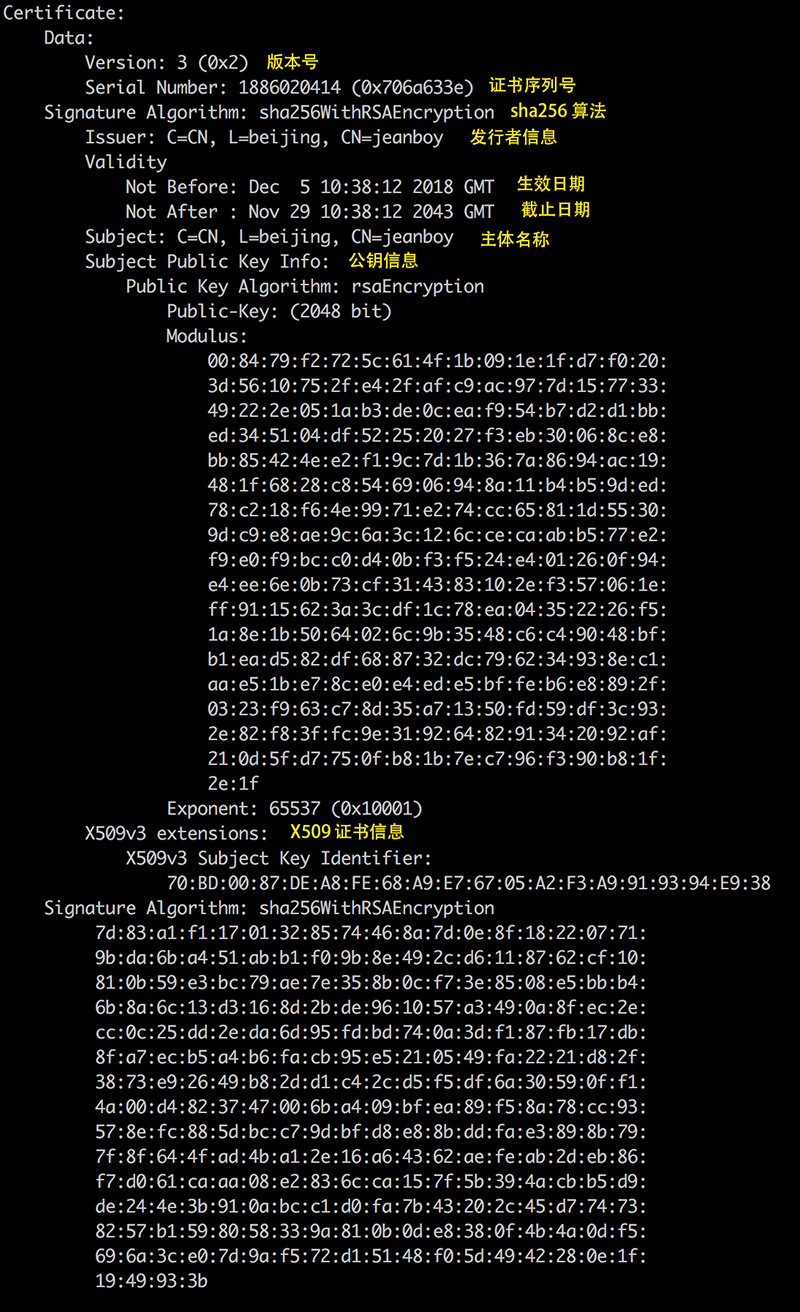 Certificate:
Data:
Version: 3 (0x2) 版本号
Serial Number: 1886020414 (0x706a633e) 证书序列号
Signature Algorithm: sha256WithRSAEncryption sha256 算法
Issuer: C=CN, L=beijing, CN=jeanboy 发行者信息
Validity
Not Before: Dec  5 10:38:12 2018 GMT 生效日期
Not After : Nov 29 10:38:12 2043 GMT 截止日期
Subject: C=CN, L=beijing, CN=jeanboy 主体名称
Subject Public Key Info: 公钥信息
Public Key Algorithm: rsaEncryption
Public-Key: (2048 bit)
Modulus:
00:84:79:f2:72:5c:61:4f:1b:09:1e:1f:d7:f0:20:
3d:56:10:75:2f:e4:2f:af:c9:ac:97:7d:15:77:33:
49:22:2e:05:1a:b3:de:0c:ea:f9:54:b7:d2:d1:bb:
ed:34:51:04:df:52:25:20:27:f3:eb:30:06:8c:e8:
bb:85:42:4e:e2:f1:9c:7d:1b:36:7a:86:94:ac:19:
48:1f:68:28:c8:54:69:06:94:8a:11:b4:b5:9d:ed:
78:c2:18:f6:4e:99:71:e2:74:cc:65:81:1d:55:30:
9d:c9:e8:ae:9c:6a:3c:12:6c:ce:ca:ab:b5:77:e2:
f9:e0:f9:bc:c0:d4:0b:f3:f5:24:e4:01:26:0f:94:
e4:ee:6e:0b:73:cf:31:43:83:10:2e:f3:57:06:1e:
ff:91:15:62:3a:3c:df:1c:78:ea:04:35:22:26:f5:
1a:8e:1b:50:64:02:6c:9b:35:48:c6:c4:90:48:bf:
b1:ea:d5:82:df:68:87:32:dc:79:62:34:93:8e:c1:
aa:e5:1b:e7:8c:e0:e4:ed:e5:bf:fe:b6:e8:89:2f:
03:23:f9:63:c7:8d:35:a7:13:50:fd:59:df:3c:93:
2e:82:f8:3f:fc:9e:31:92:64:82:91:34:20:92:af:
21:0d:5f:d7:75:0f:b8:1b:7e:c7:96:f3:90:b8:1f:
2e:1f
Exponent: 65537 (0x10001)
X509v3 extensions: X509 证书信息
X509v3 Subject Key Identifier:
70:BD:00:87:DE:A8:FE:68:A9:E7:67:05:A2:F3:A9:91:93:94:E9:38
Signature Algorithm: sha256WithRSAEncryption
7d:83:a1:f1:17:01:32:85:74:46:8a:7d:0e:8f:18:22:07:71:
9b:da:6b:a4:51:ab:b1:f0:9b:8e:49:2c:d6:11:87:62:cf:10:
81:0b:59:e3:bc:79:ae:7e:35:8b:0c:f7:3e:85:08:e5:bb:b4:
6b:8a:6c:13:d3:16:8d:2b:de:96:10:57:a3:49:0a:8f:ec:2e:
cc:0c:25:dd:2e:da:6d:95:fd:bd:74:0a:3d:f1:87:fb:17:db:
8f:a7:ec:b5:a4:b6:fa:cb:95:e5:21:05:49:fa:22:21:d8:2f:
38:73:e9:26:49:b8:2d:d1:c4:2c:d5:f5:df:6a:30:59:0f:f1:
4a:00:d4:82:37:47:00:6b:a4:09:bf:ea:89:f5:8a:78:cc:93:
57:8e:fc:88:5d:bc:c7:9d:bf:d8:e8:8b:dd:fa:e3:89:8b:79:
7f:8f:64:4f:ad:4b:a1:2e:16:a6:43:62:ae:fe:ab:2d:eb:86:
f7:d0:61:ca:aa:08:e2:83:6c:ca:15:7f:5b:39:4a:cb:b5:d9:
de:24:4e:3b:91:0a:bc:c1:d0:fa:7b:43:20:2c:45:d7:74:73:
82:57:b1:59:80:58:33:9a:81:0b:0d:e8:38:0f:4b:4a:0d:f5:
69:6a:3c:e0:7d:9a:f5:72:d1:51:48:f0:5d:49:42:28:0e:1f:
19:49:93:3b